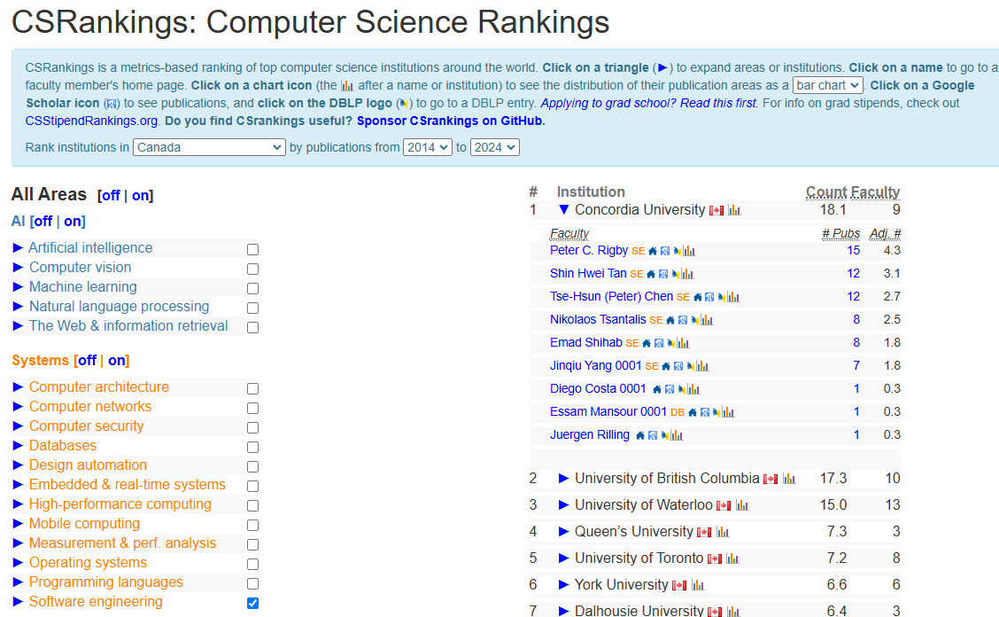 CSRankings: Computer Science Rankings
CSRankings is a metrics-based ranking of top computer science institutions around the world. Click on a triangle (▶) to expand areas or institutions. Click on a name to go to a
faculty member's home page. Click on a chart icon (the after a name or institution) to see the distribution of their publication areas as a bar chart. Click on a Google
Scholar icon () to see publications, and click on the DBLP logo () to go to a DBLP entry. Applying to grad school? Read this first. For info on grad stipends, check out
CSStipendRankings.org. Do you find CSrankings useful? Sponsor CSrankings on GitHub.
Rank institutions in Canada by publications from 2014 to 2024
All Areas [off | on]
AI [off | on]
▶ Artificial intelligence
▶ Computer vision
▶ Machine learning
▶ Natural language processing
▶ The Web & information retrieval
Systems [off | on]
▶ Computer architecture
▶ Computer networks
▶ Computer security
▶ Databases
▶ Design automation
▶ Embedded & real-time systems
▶ High-performance computing
▶ Mobile computing
▶ Measurement & perf. analysis
▶ Operating systems
▶ Programming languages
▶ Software engineering
# Institution Count Faculty
1 ▼ Concordia University 18.1 9
Faculty # Pubs Adj. #
Peter C. Rigby SE 15 4.3
Shin Hwei Tan SE 12 3.1
Tse-Hsun (Peter) Chen SE 12 2.7
Nikolaos Tsantalis SE 8 2.5
Emad Shihab SE 8 1.8
Jinqiu Yang 0001 SE 7 1.8
Diego Costa 0001 1 0.3
Essam Mansour 0001 DB 1 0.3
Juergen Rilling 1 0.3
2 ▶ University of British Columbia 17.3 10
3 ▶ University of Waterloo 15.0 13
4 ▶ Queen's University 7.3 3
5 ▶ University of Toronto 7.2 8
6 ▶ York University 6.6 6
7 ▶ Dalhousie University 6.4 3